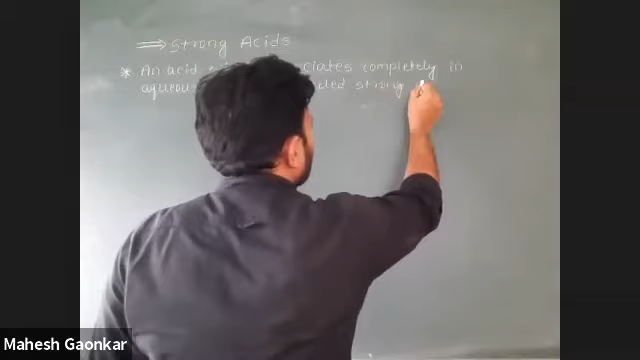 ⟹ Strong Acids
* An acid ciates completely in
aqueous ded strong
Mahesh Gaonkar